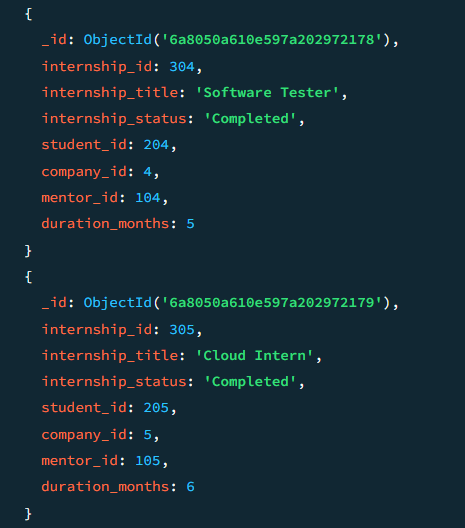 {
_id: ObjectId('6a8050a610e597a202972178'),
internship_id: 304,
internship_title: 'Software Tester',
internship_status: 'Completed',
student_id: 204,
company_id: 4,
mentor_id: 104,
duration_months: 5
}
{
_id: ObjectId('6a8050a610e597a202972179'),
internship_id: 305,
internship_title: 'Cloud Intern',
internship_status: 'Completed',
student_id: 205,
company_id: 5,
mentor_id: 105,
duration_months: 6
}